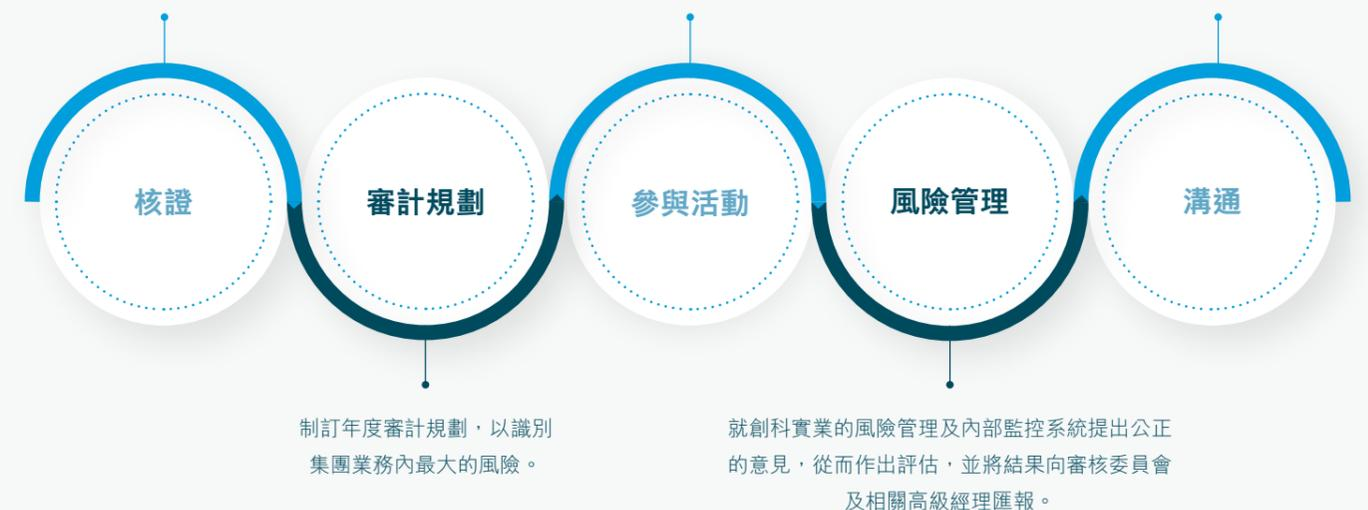 核證
審計規劃
參與活動
風險管理
溝通
制訂年度審計規劃，以識別
集團業務內最大的風險。
就創科實業的風險管理及內部監控系統提出公正
的意見，從而作出評估，並將結果向審核委員會
及相關高級經理匯報。